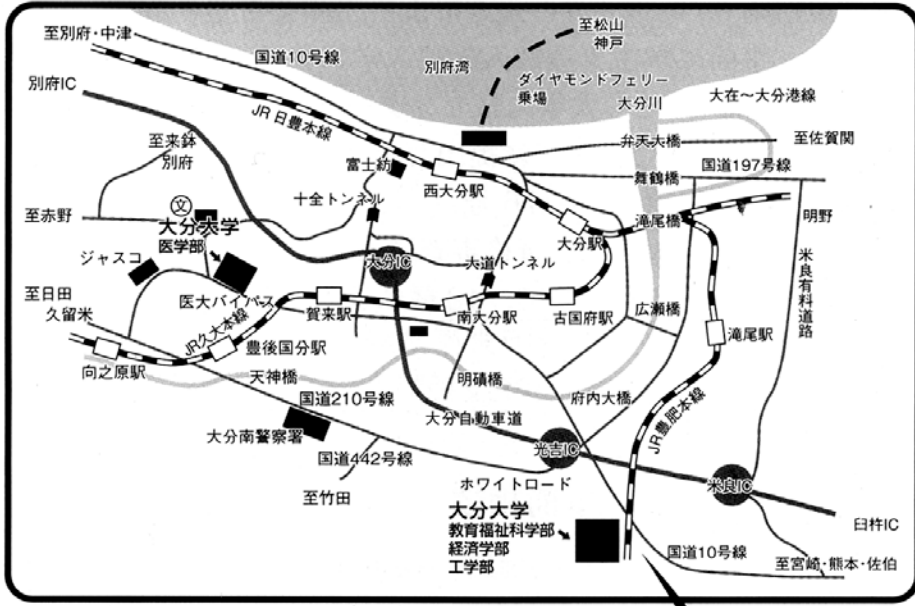 至別府・中津
国道10号線
別府湾
至松山
神戸
ダイヤモンドフェリー
乗場
大分川
大在〜大分港線
別府IC
JR日豊本線
弁天大橋
至佐賀関
至来鉢
別府
富士紡
西大分駅
舞鶴橋
国道197号線
十全トンネル
文
至赤野
大分大学
医学部
大分駅
滝尾橋
明野
ジャスコ
大分IC
大道トンネル
米良有料道路
至日田
久留米
医大バイパス
賀来駅
南大分駅
古国府駅
広瀬橋
滝尾駅
JR久大本線
豊後国分駅
向之原駅
天神橋
明磧橋
府内大橋
国道210号線
大分自動車道
JR豊肥本線
大分南警察署
国道442号線
光吉IC
至竹田
ホワイトロード
米良IC
大分大学
教育福祉科学部
経済学部
工学部
臼杵IC
国道10号線
至宮崎・熊本・佐伯